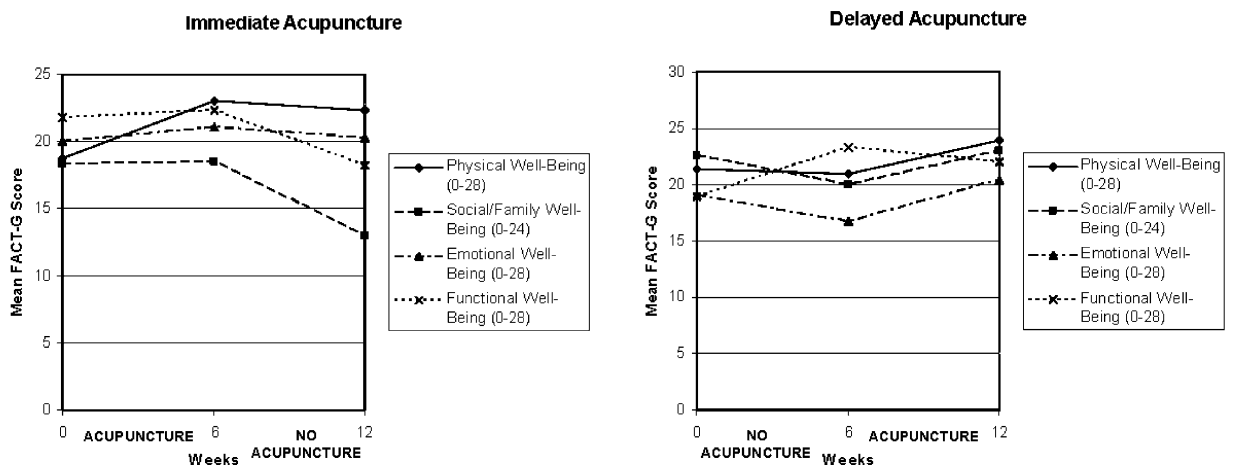 Immediate Acupuncture
Mean FACT-G Score
25
20
15
10
5
0
0
6
12
ACUPUNCTURE
NO
ACUPUNCTURE
Weeks
Physical Well-Being
(0-28)
Social/Family Well-
Being (0-24)
Emotional Well-
Being (0-28)
Functional Well-
Being (0-28)
Delayed Acupuncture
Mean FACT-G Score
30
25
20
15
10
5
0
0
6
12
NO
ACUPUNCTURE
ACUPUNCTURE
Weeks
Physical Well-Being
(0-28)
Social/Family Well-
Being (0-24)
Emotional Well-
Being (0-28)
Functional Well-
Being (0-28)